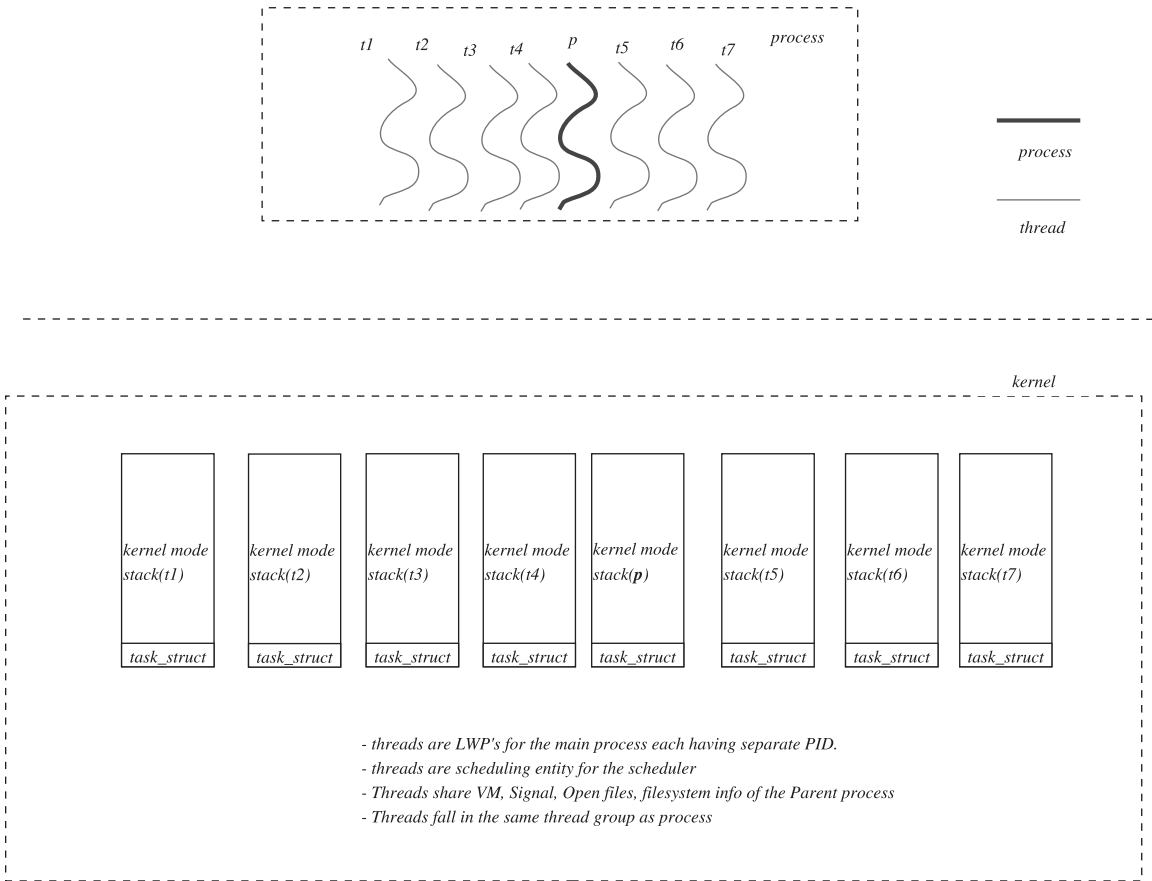 t1
t2
t3
t4
p
t5
t6
t7
process
process
thread
kernel
kernel mode
stack(t1)
kernel mode
stack(t2)
kernel mode
stack(t3)
kernel mode
stack(t4)
kernel mode
stack(p)
kernel mode
stack(t5)
kernel mode
stack(t6)
kernel mode
stack(t7)
task_struct
task_struct
task_struct
task_struct
task_struct
task_struct
task_struct
task_struct
- threads are LWP's for the main process each having separate PID.
- threads are scheduling entity for the scheduler
- Threads share VM, Signal, Open files, filesystem info of the Parent process
- Threads fall in the same thread group as process